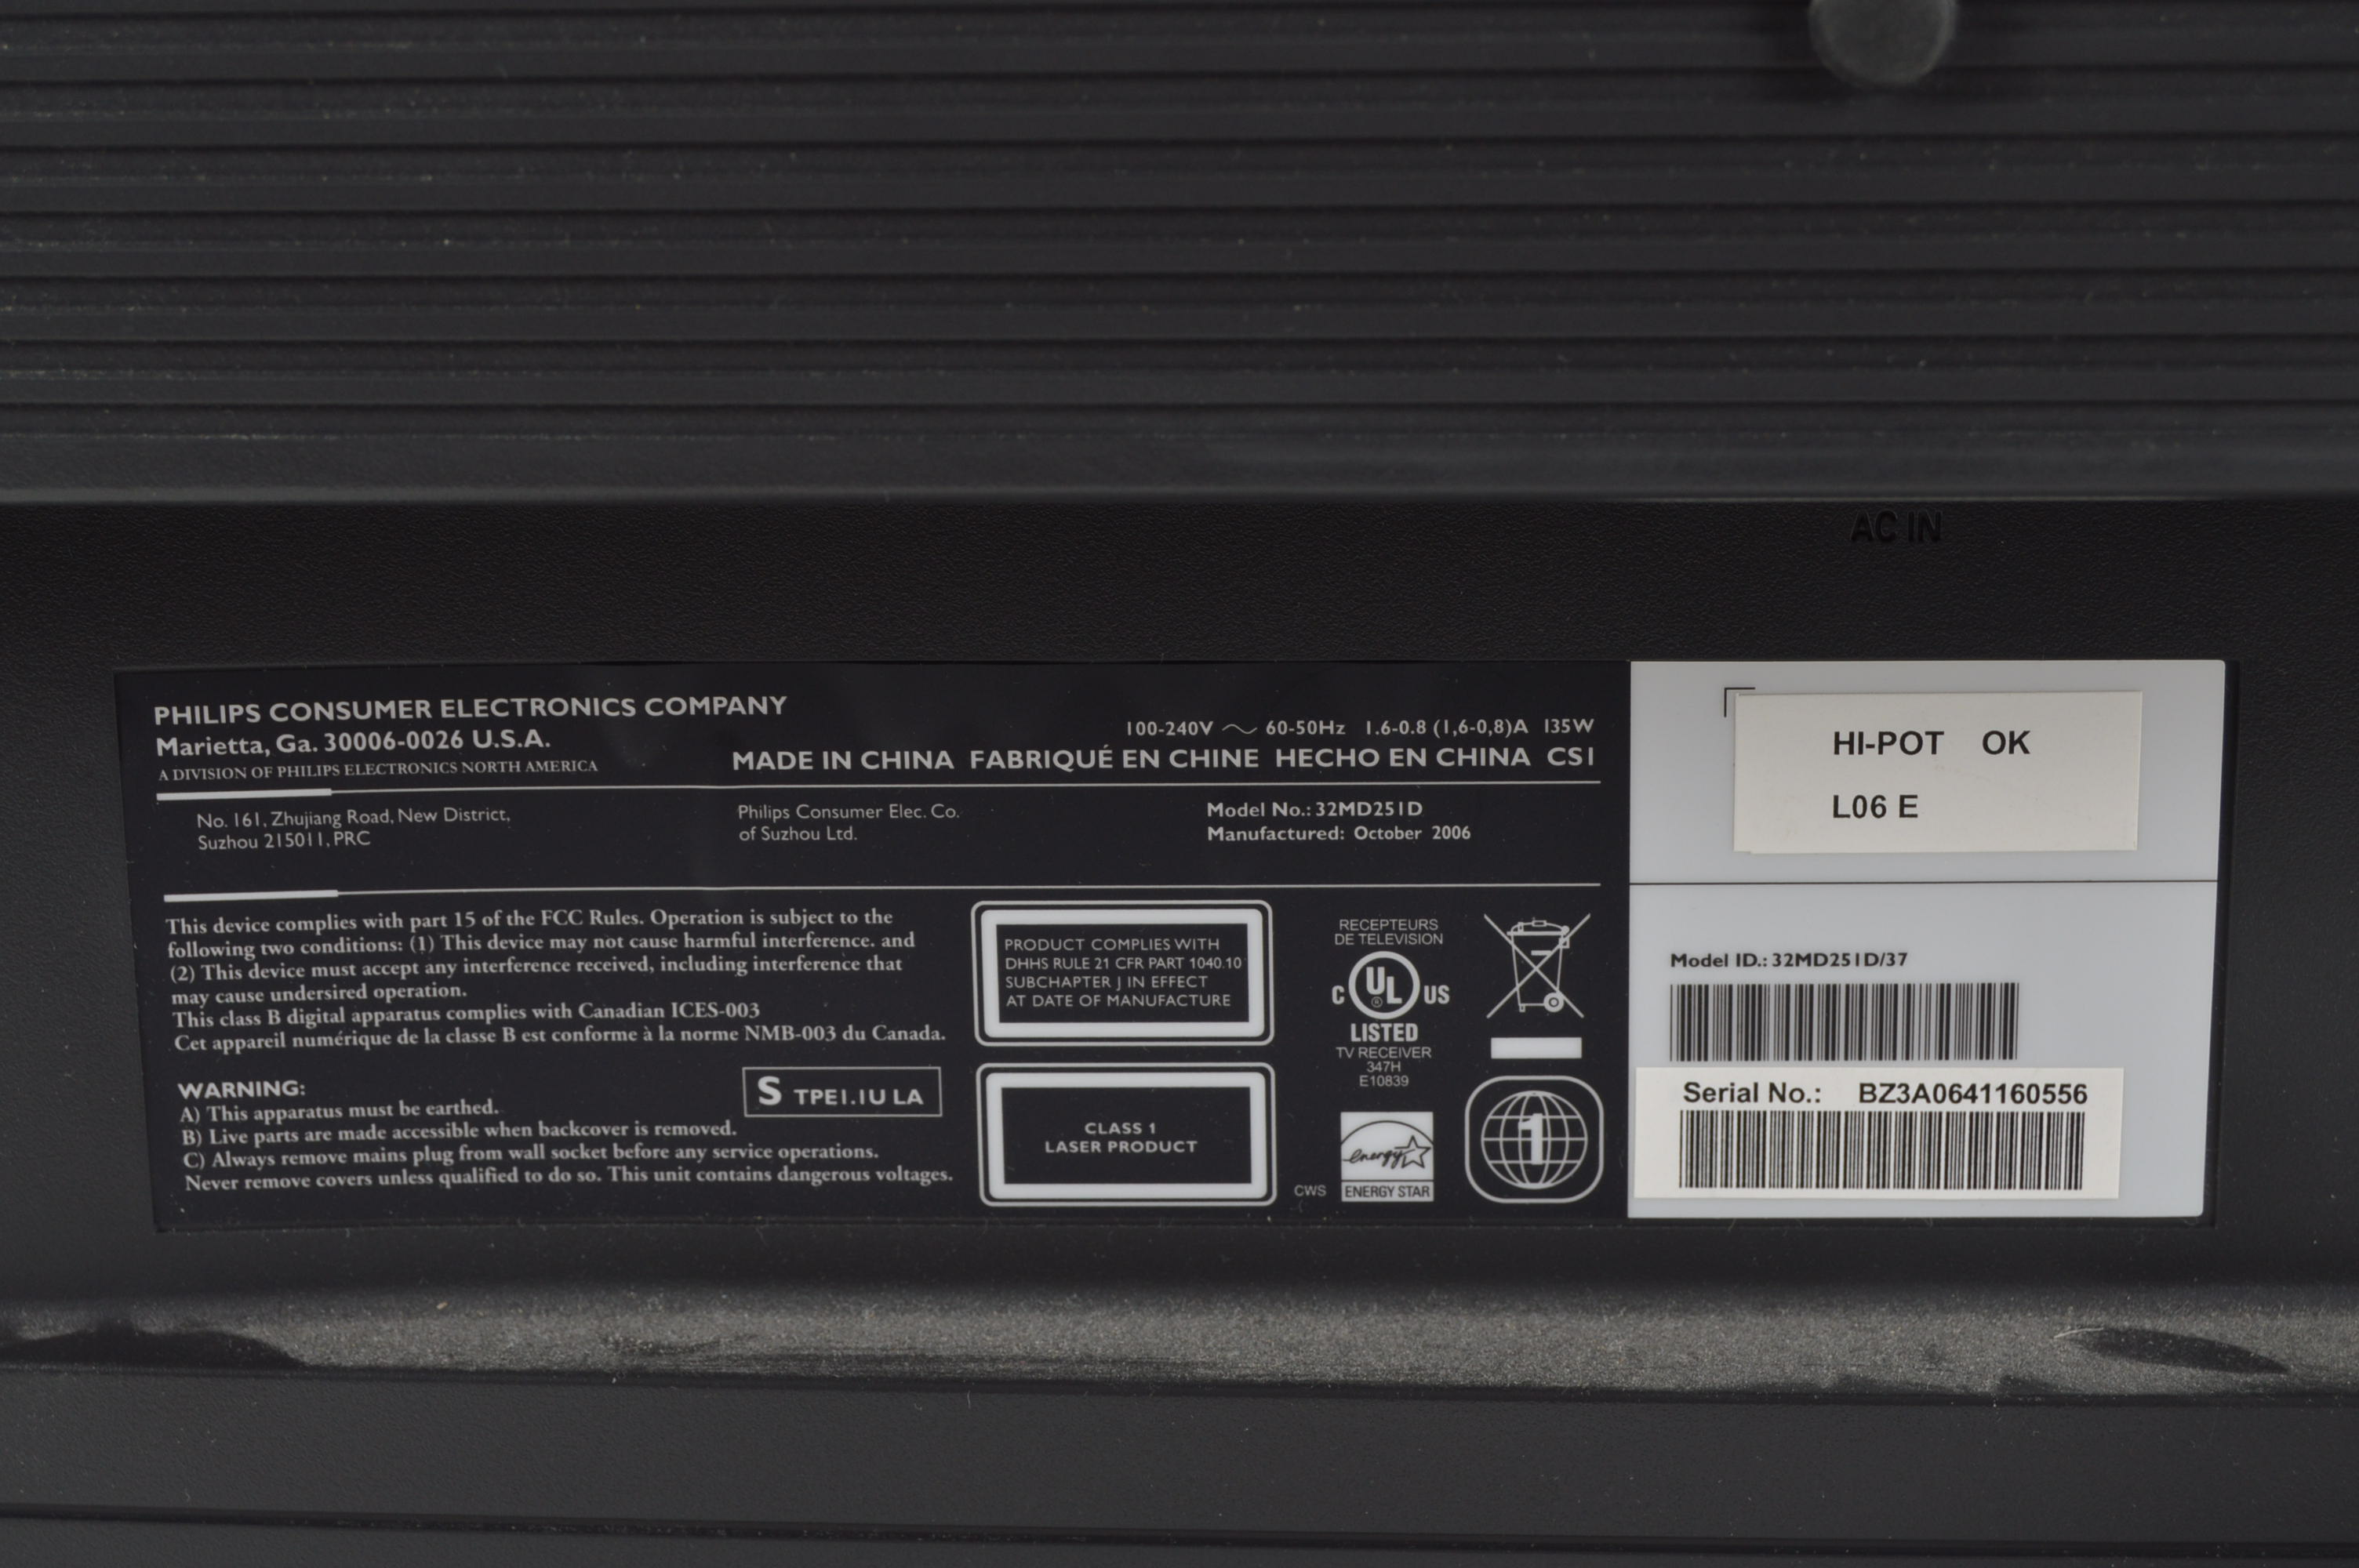 AC IN
PHILIPS CONSUMER ELECTRONICS COMPANY
Marietta, Ga. 30006-0026 U.S.A.
A DIVISION OF PHILIPS ELECTRONICS NORTH AMERICA
100-240V ～ 60-50Hz 1.6-0.8 (1,6-0,8)A 135W
MADE IN CHINA FABRIQUÉ EN CHINE HECHO EN CHINA CS1
No. 161, Zhujiang Road, New District,
Suzhou 215011, PRC
Philips Consumer Elec. Co.
of Suzhou Ltd.
Model No.: 32MD251D
Manufactured: October 2006
This device complies with part 15 of the FCC Rules. Operation is subject to the
following two conditions: (1) This device may not cause harmful interference. and
(2) This device must accept any interference received, including interference that
may cause undersired operation.
This class B digital apparatus complies with Canadian ICES-003
Cet appareil numérique de la classe B est conforme à la norme NMB-003 du Canada.
WARNING:
A) This apparatus must be earthed.
B) Live parts are made accessible when backcover is removed.
C) Always remove mains plug from wall socket before any service operations.
Never remove covers unless qualified to do so. This unit contains dangerous voltages.
S TPE1.1U LA
PRODUCT COMPLIES WITH
DHHS RULE 21 CFR PART 1040.10
SUBCHAPTER J IN EFFECT
AT DATE OF MANUFACTURE
CLASS 1
LASER PRODUCT
RECEPTEURS
DE TELEVISION
C UL ® US
LISTED
TV RECEIVER
347H
E10839
energy
CWS ENERGY STAR
1
HI-POT OK
L06 E
Model ID.: 32MD251D/37
Serial No.: BZ3A0641160556